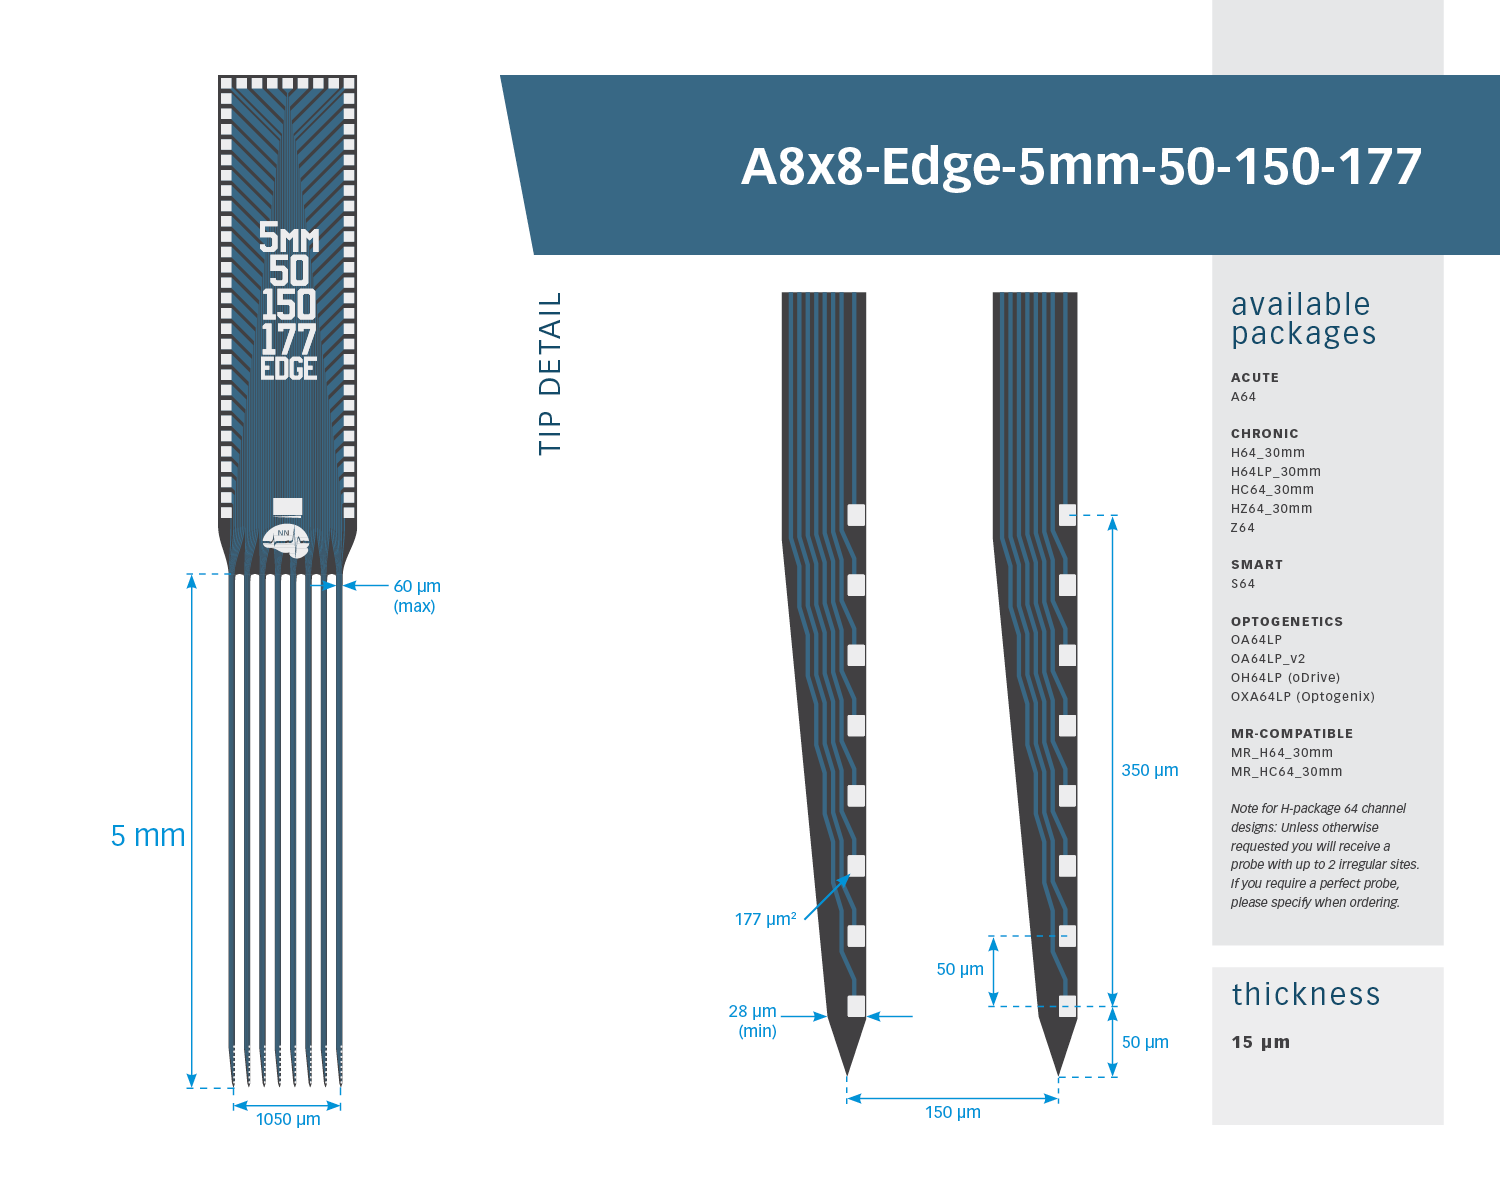 A8x8-Edge-5mm-50-150-177
5MM
50
150
177
EDGE
NN
60 µm
(max)
5 mm
1050 µm
TIP DETAIL
177 µm²
28 µm
(min)
50 µm
350 µm
50 µm
150 µm
available
packages
ACUTE
A64
CHRONIC
H64_30mm
H64LP_30mm
HC64_30mm
HZ64_30mm
Z64
SMART
S64
OPTOGENETICS
OA64LP
OA64LP_v2
OH64LP (oDrive)
OXA64LP (Optogenix)
MR-COMPATIBLE
MR_H64_30mm
MR_HC64_30mm
Note for H-package 64 channel
designs: Unless otherwise
requested you will receive a
probe with up to 2 irregular sites.
If you require a perfect probe,
please specify when ordering.
thickness
15 µm